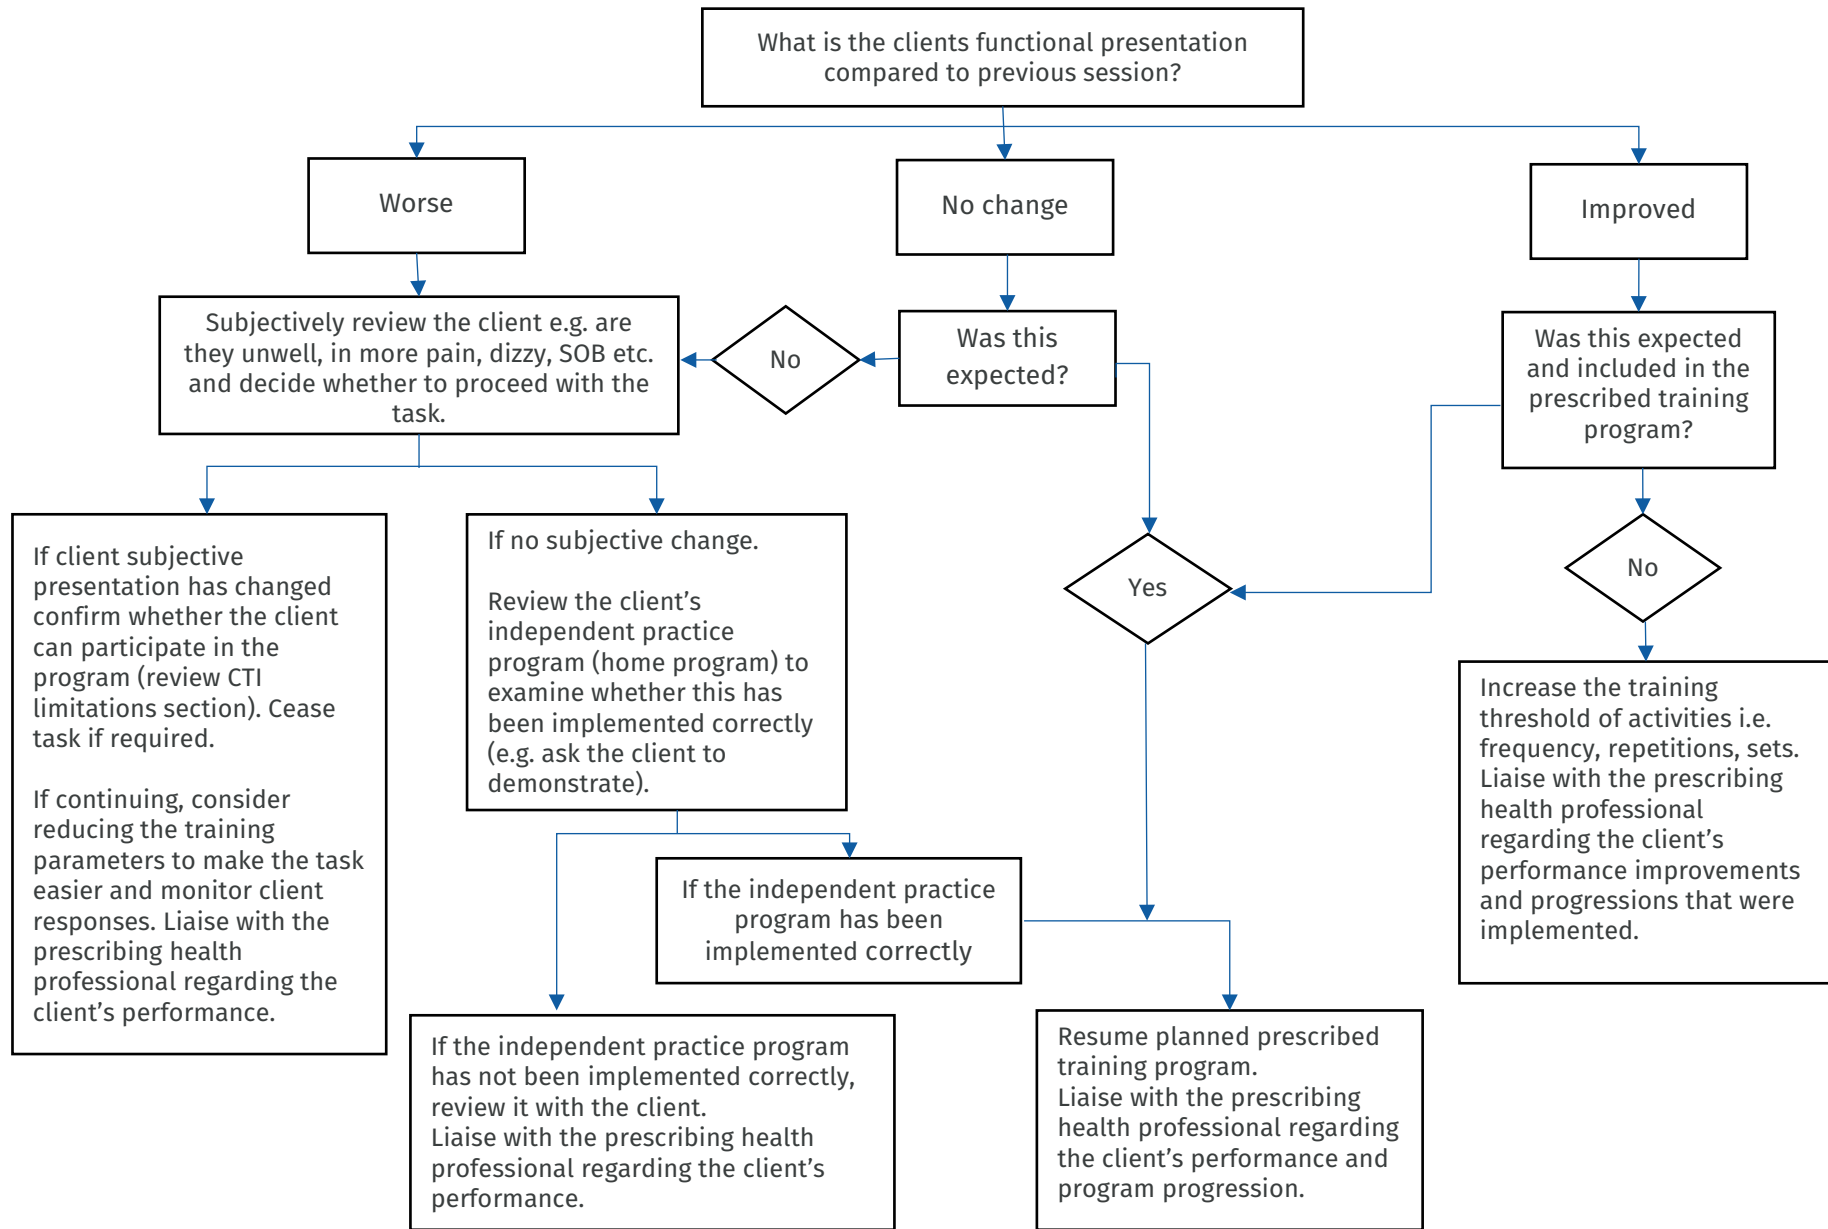 What is the clients functional presentation
compared to previous session?
Worse
No change
Improved
Subjectively review the client e.g. are
they unwell, in more pain, dizzy, SOB etc.
and decide whether to proceed with the
task.
No
Was this
expected?
Was this expected
and included in the
prescribed training
program?
If client subjective
presentation has changed
confirm whether the client
can participate in the
program (review CTI
limitations section). Cease
task if required.
If continuing, consider
reducing the training
parameters to make the task
easier and monitor client
responses. Liaise with the
prescribing health
professional regarding the
client’s performance.
If no subjective change.
Review the client’s
independent practice
program (home program) to
examine whether this has
been implemented correctly
(e.g. ask the client to
demonstrate).
Yes
No
Increase the training
threshold of activities i.e.
frequency, repetitions, sets.
Liaise with the prescribing
health professional
regarding the client’s
performance improvements
and progressions that were
implemented.
If the independent practice
program has been
implemented correctly
If the independent practice program
has not been implemented correctly,
review it with the client.
Liaise with the prescribing health
professional regarding the client’s
performance.
Resume planned prescribed
training program.
Liaise with the prescribing
health professional regarding
the client’s performance and
program progression.